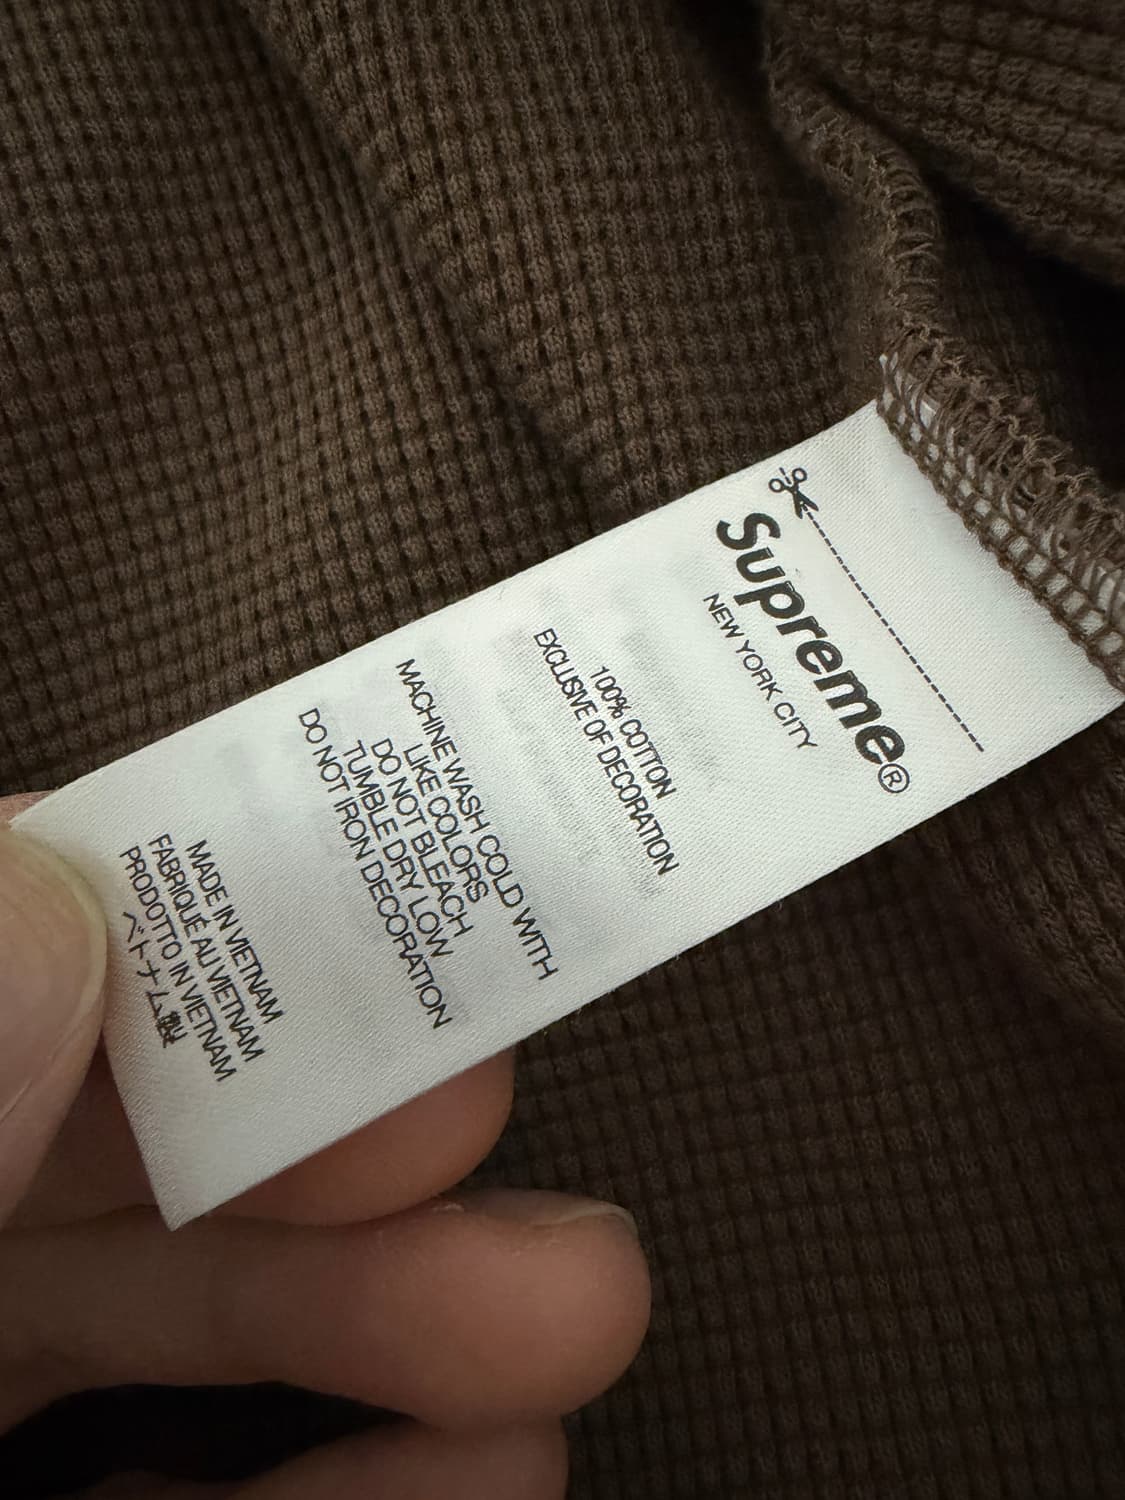 Supreme®
NEW YORK CITY
100% COTTON
EXCLUSIVE OF DECORATION
MACHINE WASH COLD WITH
LIKE COLORS
DO NOT BLEACH
TUMBLE DRY LOW
DO NOT IRON DECORATION
MADE IN VIETNAM
FABRIQUÉ AU VIETNAM
PRODOTTO IN VIETNAM
ベトナム製